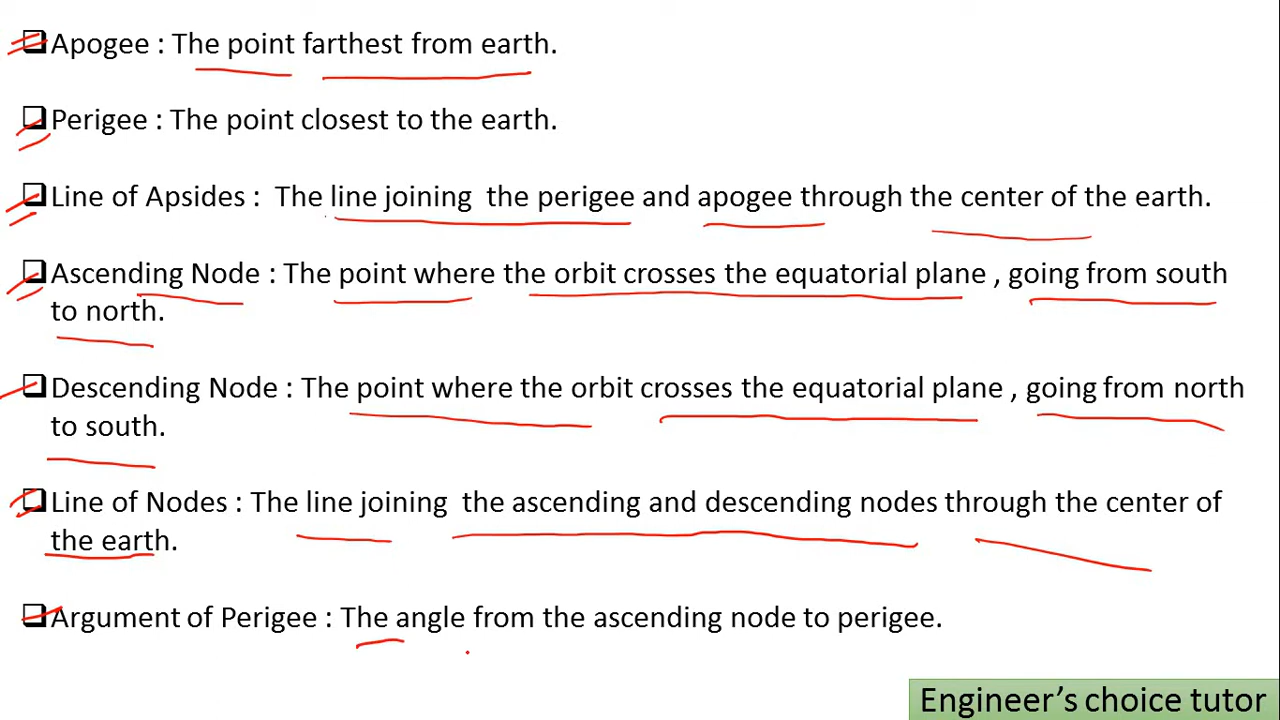 Apogee : The point farthest from earth.
Perigee : The point closest to the earth.
Line of Apsides : The line joining the perigee and apogee through the center of the earth.
Ascending Node : The point where the orbit crosses the equatorial plane , going from south
to north.
Descending Node : The point where the orbit crosses the equatorial plane , going from north
to south.
Line of Nodes : The line joining the ascending and descending nodes through the center of
the earth.
Argument of Perigee : The angle from the ascending node to perigee.
Engineer's choice tutor